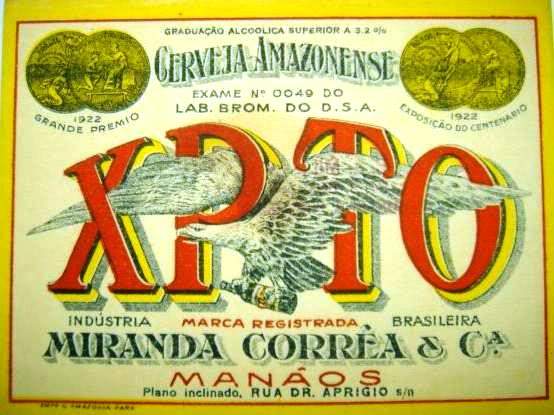 GRADUAÇÃO ALCOOLICA SUPERIOR A 3.2 %
CERVEJA AMAZONENSE
EXAME Nº 0049 DO
LAB. BROM. DO D.S.A.
1922
GRANDE PREMIO
1922
EXPOSIÇÃO DO CENTENARIO
XPTO
INDÚSTRIA MARCA REGISTRADA BRASILEIRA
MIRANDA CORRÊA & Cª
MANÁOS
Plano inclinado, RUA DR. APRIGIO s/n